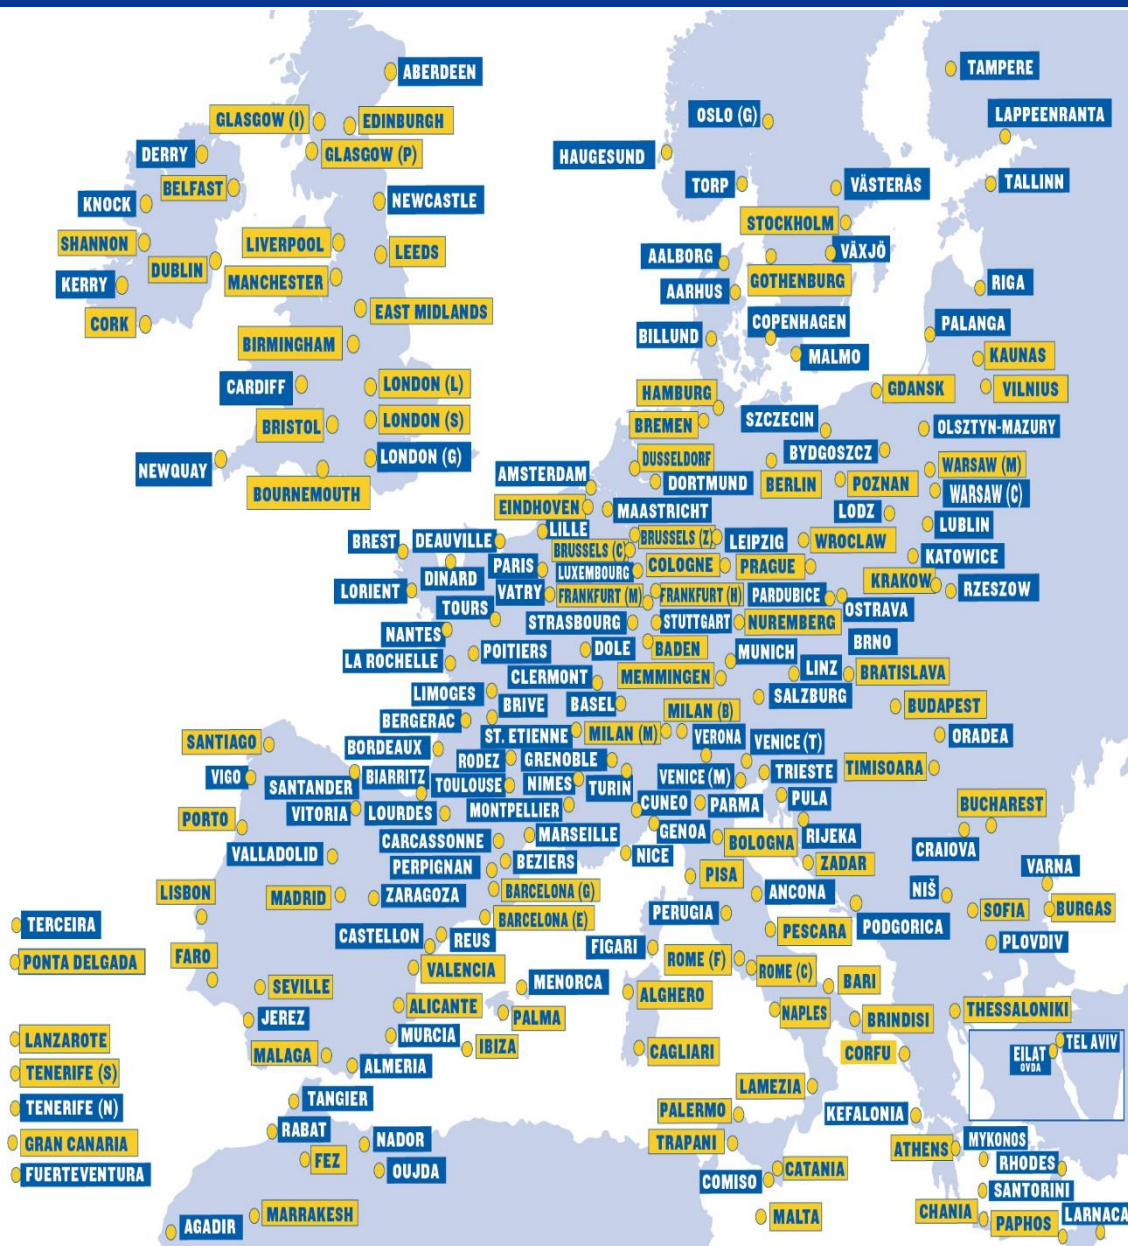 ABERDEEN
TAMPERE
GLASGOW (I)
EDINBURGH
OSLO (G)
LAPPEENRANTA
DERRY
GLASGOW (P)
HAUGESUND
BELFAST
TORP
VÄSTERÅS
TALLINN
KNOCK
NEWCASTLE
STOCKHOLM
SHANNON
LIVERPOOL
LEEDS
AALBORG
VÄXJÖ
DUBLIN
MANCHESTER
GOTHENBURG
KERRY
AARHUS
RIGA
CORK
EAST MIDLANDS
COPENHAGEN
PALANGA
BIRMINGHAM
BILLUND
MALMO
KAUNAS
CARDIFF
LONDON (L)
HAMBURG
GDANSK
VILNIUS
BRISTOL
LONDON (S)
BREMEN
SZCZECIN
OLSZTYN-MAZURY
NEWQUAY
LONDON (G)
DUSSELDORF
BYDGOSZCZ
WARSAW (M)
AMSTERDAM
DORTMUND
BERLIN
POZNAN
BOURNEMOUTH
WARSAW (C)
EINDHOVEN
MAASTRICHT
LODZ
LILLE
LUBLIN
BREST
DEAUVILLE
BRUSSELS (C)
BRUSSELS (Z)
LEIPZIG
WROCLAW
KATOWICE
DINARD
PARIS
LUXEMBOURG
COLOGNE
PRAGUE
KRAKOW
LORIENT
VATRY
FRANKFURT (M)
FRANKFURT (H)
PARDUBICE
RZESZOW
TOURS
OSTRAVA
STRASBOURG
STUTTGART
NUREMBERG
NANTES
BRNO
POITIERS
DOLE
BADEN
MUNICH
LA ROCHELLE
CLERMONT
MEMMINGEN
LINZ
BRATISLAVA
LIMOGES
BRIVE
BASEL
SALZBURG
BERGERAC
MILAN (B)
BUDAPEST
SANTIAGO
ST. ETIENNE
MILAN (M)
VERONA
VENICE (T)
ORADEA
BORDEAUX
RODEZ
GRENOBLE
VIGO
BIARRITZ
TOULOUSE
NIMES
TURIN
VENICE (M)
TRIESTE
TIMISOARA
SANTANDER
VITORIA
LOURDES
MONTPELLIER
CUNEO
PARMA
PULA
BUCHAREST
PORTO
CARCASSONNE
MARSEILLE
GENOA
BOLOGNA
RIJEKA
CRAIOVA
VALLADOLID
PERPIGNAN
BEZIERS
NICE
ZADAR
VARNA
LISBON
MADRID
ZARAGOZA
BARCELONA (G)
PISA
ANCONA
NIŠ
TERCEIRA
BARCELONA (E)
PERUGIA
SOFIA
BURGAS
CASTELLON
REUS
FIGARI
PESCARA
PODGORICA
PLOVDIV
PONTA DELGADA
FARO
VALENCIA
ROME (F)
ROME (C)
SEVILLE
MENORCA
ALGHERO
BARI
JEREZ
ALICANTE
PALMA
NAPLES
BRINDISI
THESSALONIKI
LANZAROTE
MURCIA
IBIZA
CAGLIARI
CORFU
EILAT
OVDA
TEL AVIV
MALAGA
ALMERIA
TENERIFE (S)
LAMEZIA
TANGIER
TENERIFE (N)
PALERMO
KEFALONIA
RABAT
GRAN CANARIA
NADOR
TRAPANI
ATHENS
MYKONOS
FEZ
OUJDA
CATANIA
RHODES
FUERTEVENTURA
COMISO
SANTORINI
MARRAKESH
MALTA
CHANIA
PAPHOS
LARNACA
AGADIR